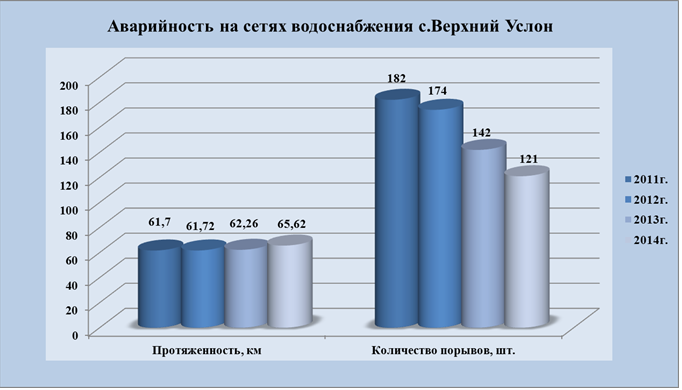 Аварийность на сетях водоснабжения с.Верхний Услон
200
180
160
140
120
100
80
60
40
20
0
61,7
61,72
62,26
65,62
182
174
142
121
Протяженность, км
Количество порывов, шт.
2011г.
2012г.
2013г.
2014г.